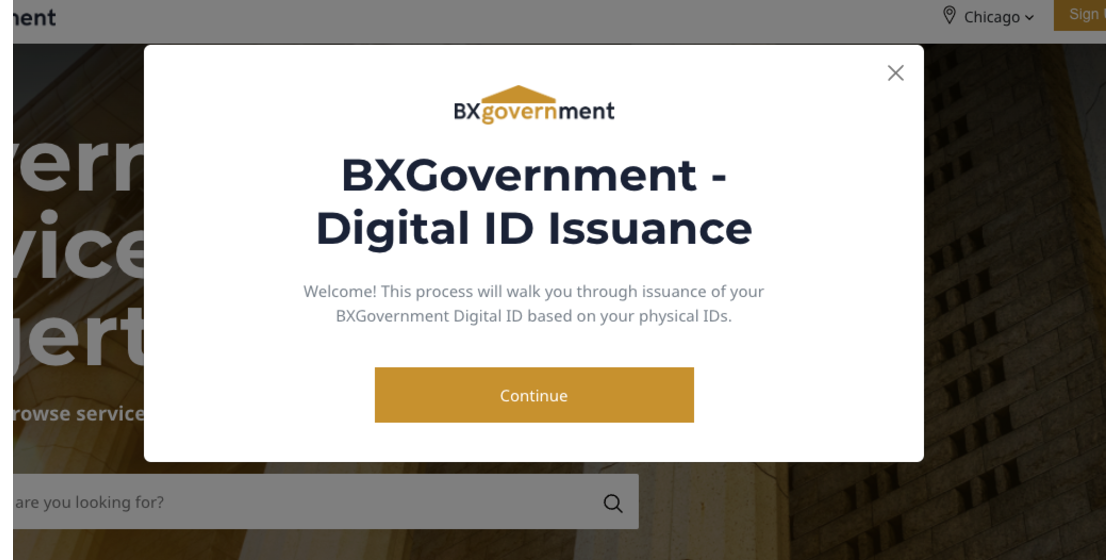 ment
Chicago
Sign
BXgovernment
BXGovernment -
Digital ID Issuance
Welcome! This process will walk you through issuance of your
BXGovernment Digital ID based on your physical IDs.
Continue
vern
vice
gert
rowse service
are you looking for?